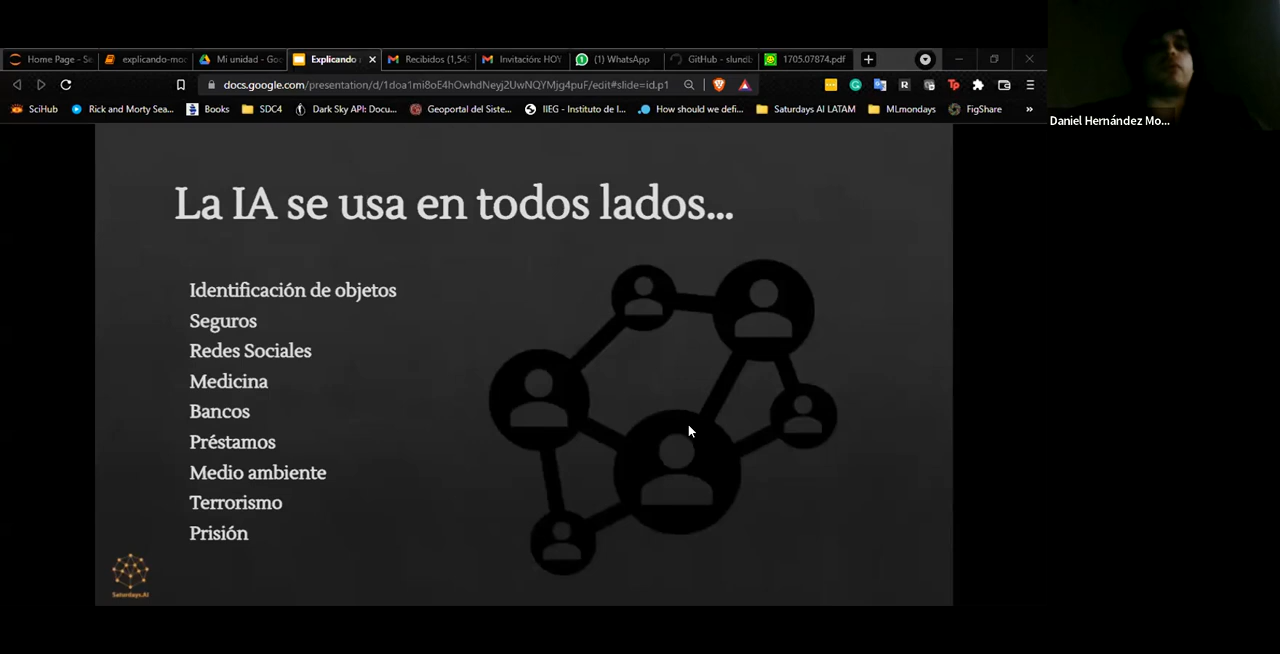 Home Page - Se
explicando-mo
Mi unidad - Goo
Explicando
Recibidos (1,54
Invitación: HOY
(1) WhatsApp
GitHub - slundb
1705.07874.pdf
docs.google.com/presentation/d/1doa1mi8oE4hOwhdNeyj2UwNQYMjg4puF/edit#slide=id.p1
SciHub
Rick and Morty Sea...
Books
SDC4
Dark Sky API: Docu...
Geoportal del Siste...
IIEG - Instituto de I...
How should we defi...
Saturdays AI LATAM
MLmondays
FigShare
»
Daniel Hernández Mo...
La IA se usa en todos lados...
Identificación de objetos
Seguros
Redes Sociales
Medicina
Bancos
Préstamos
Medio ambiente
Terrorismo
Prisión
Saturdays.AI